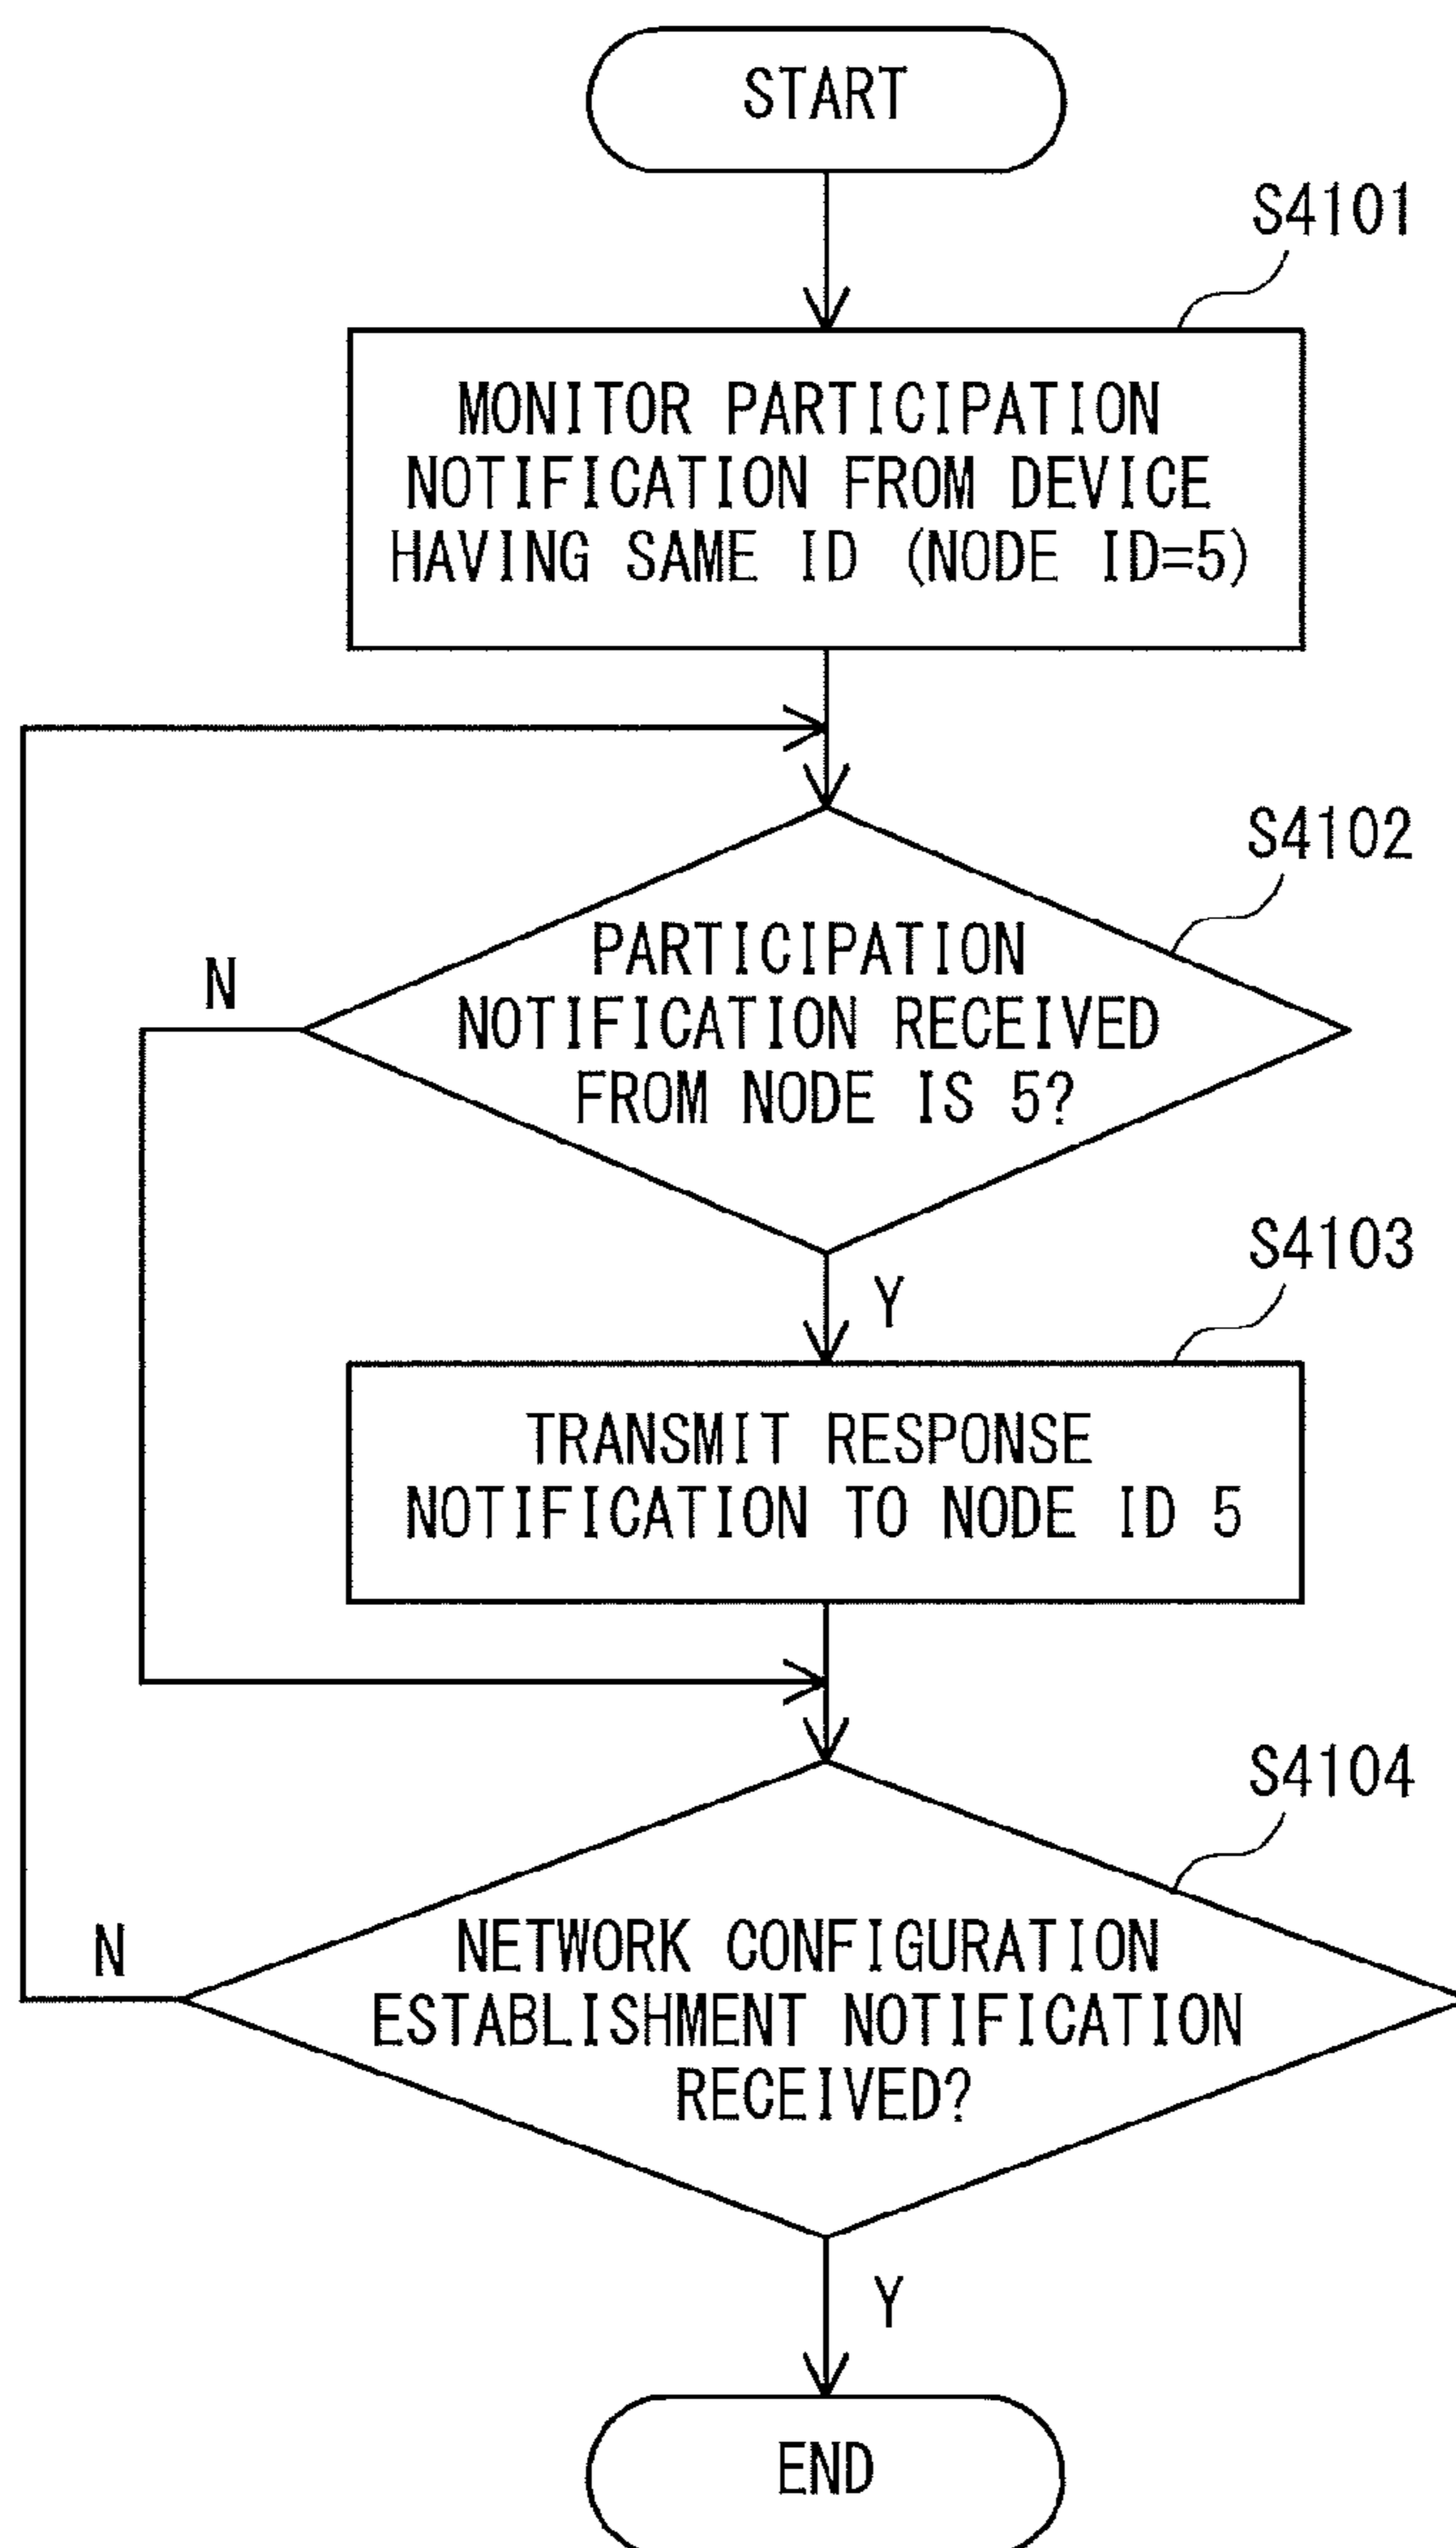 START
S4101
MONITOR PARTICIPATION
NOTIFICATION FROM DEVICE
HAVING SAME ID (NODE ID=5)
S4102
PARTICIPATION
NOTIFICATION RECEIVED
FROM NODE IS 5?
N
Y
S4103
TRANSMIT RESPONSE
NOTIFICATION TO NODE ID 5
S4104
NETWORK CONFIGURATION
ESTABLISHMENT NOTIFICATION
RECEIVED?
N
Y
END